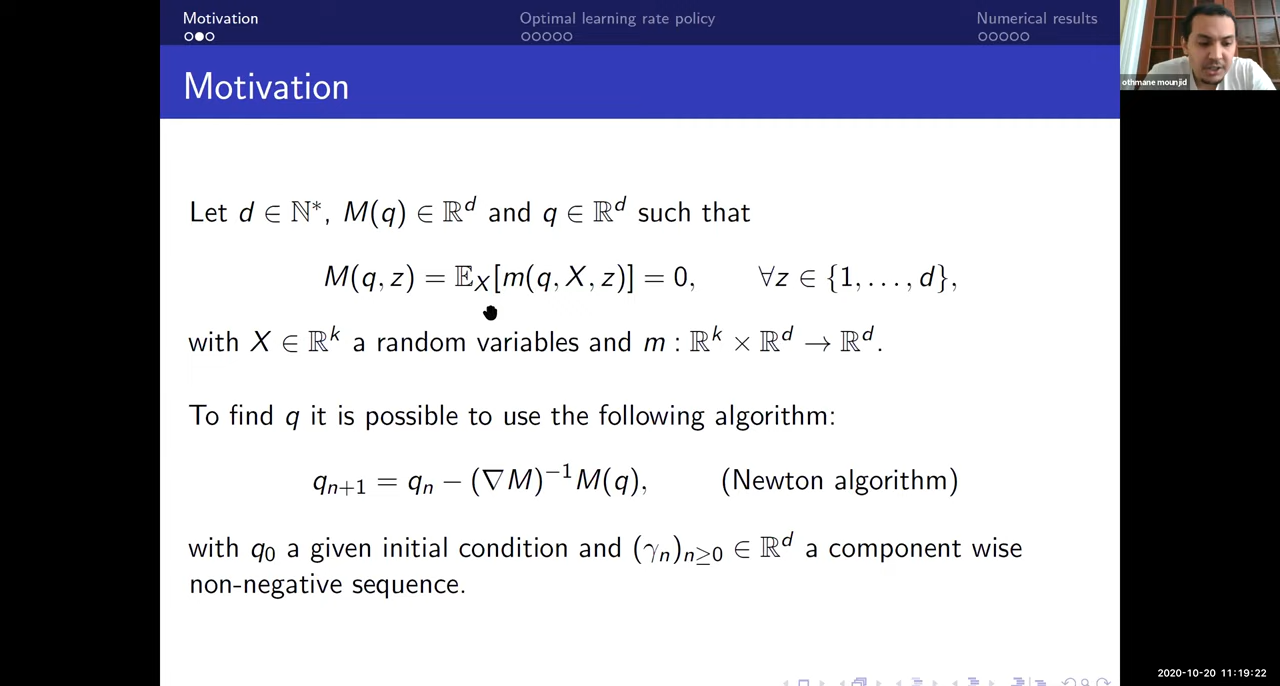 Motivation
Optimal learning rate policy
Numerical results
othmane mounjid
Motivation
Let d ∈ ℕ*, M(q) ∈ ℝ^d and q ∈ ℝ^d such that
M(q, z) = 𝔼_X[m(q, X, z)] = 0, ∀z ∈ {1, . . . , d},
with X ∈ ℝ^k a random variables and m : ℝ^k × ℝ^d → ℝ^d.
To find q it is possible to use the following algorithm:
q_{n+1} = q_n − (∇M)^{−1}M(q), (Newton algorithm)
with q_0 a given initial condition and (γ_n)_{n≥0} ∈ ℝ^d a component wise
non-negative sequence.
2020-10-20 11:19:22